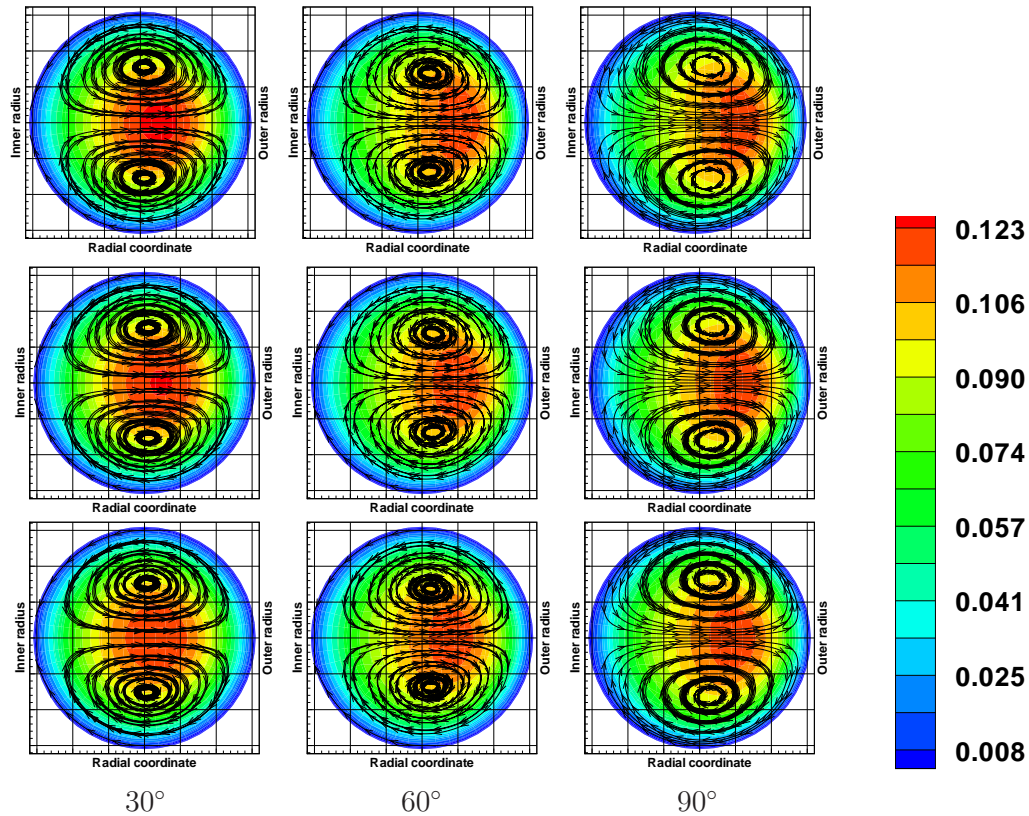 Inner radius
Outer radius
Inner radius
Outer radius
Inner radius
Outer radius
Radial coordinate
Radial coordinate
Radial coordinate
Inner radius
Outer radius
Inner radius
Outer radius
Inner radius
Outer radius
Radial coordinate
Radial coordinate
Radial coordinate
Inner radius
Outer radius
Inner radius
Outer radius
Inner radius
Outer radius
Radial coordinate
Radial coordinate
Radial coordinate
30°
60°
90°
0.123
0.106
0.090
0.074
0.057
0.041
0.025
0.008